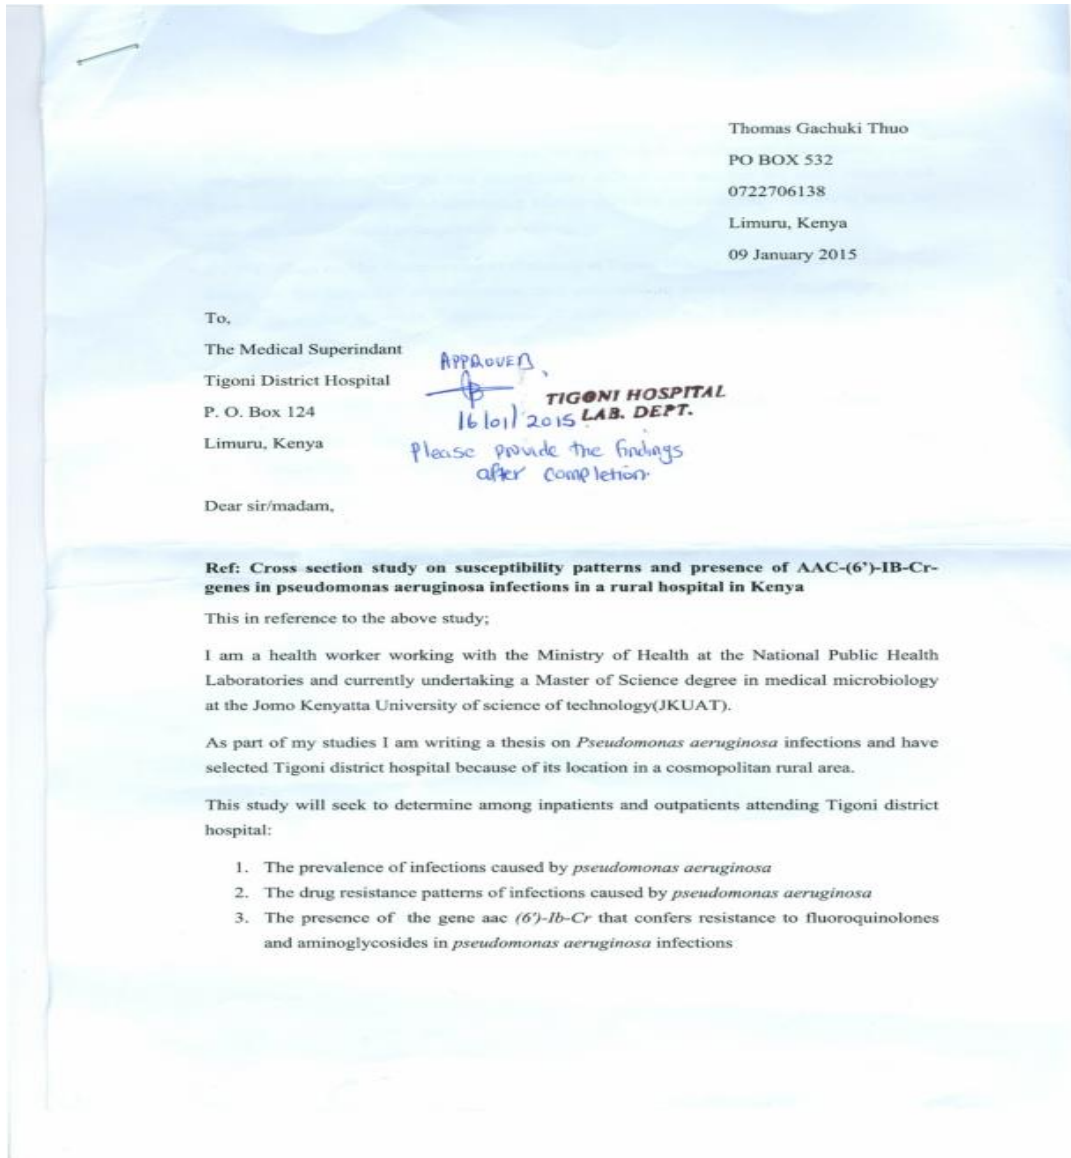 Thomas Gachuki Thuo
PO BOX 532
0722706138
Limuru, Kenya
09 January 2015
To,
The Medical Superindant
Tigoni District Hospital
P. O. Box 124
Limuru, Kenya
APPROVED,
16/01/2015
TIGONI HOSPITAL
LAB. DEPT.
Please provide the findings
after completion.
Dear sir/madam,
Ref: Cross section study on susceptibility patterns and presence of AAC-(6’)-IB-Cr-
genes in pseudomonas aeruginosa infections in a rural hospital in Kenya
This in reference to the above study;
I am a health worker working with the Ministry of Health at the National Public Health
Laboratories and currently undertaking a Master of Science degree in medical microbiology
at the Jomo Kenyatta University of science of technology(JKUAT).
As part of my studies I am writing a thesis on Pseudomonas aeruginosa infections and have
selected Tigoni district hospital because of its location in a cosmopolitan rural area.
This study will seek to determine among inpatients and outpatients attending Tigoni district
hospital:
1. The prevalence of infections caused by pseudomonas aeruginosa
2. The drug resistance patterns of infections caused by pseudomonas aeruginosa
3. The presence of the gene aac (6’)-Ib-Cr that confers resistance to fluoroquinolones
and aminoglycosides in pseudomonas aeruginosa infections